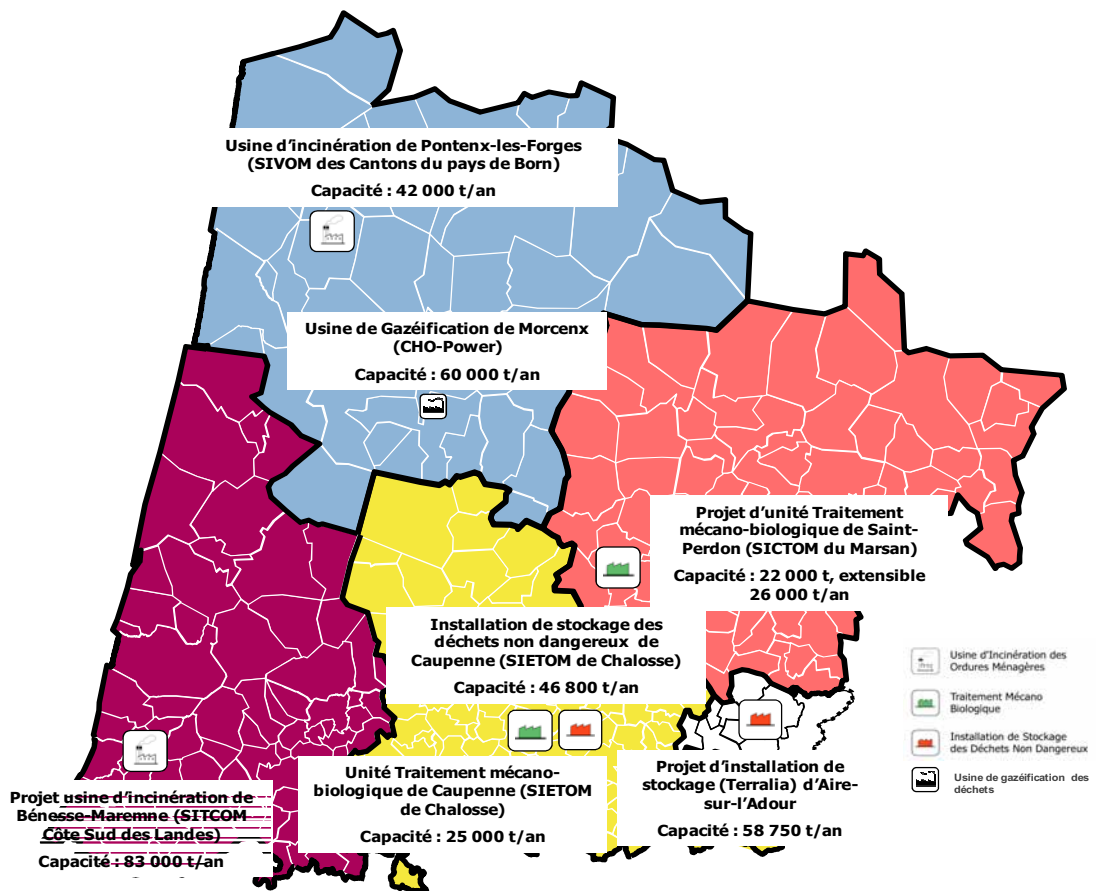 Usine d'incinération de Pontenx-les-Forges
(SIVOM des Cantons du pays de Born)
Capacité : 42 000 t/an
Usine de Gazéification de Morcenx
(CHO-Power)
Capacité : 60 000 t/an
Projet d'unité Traitement
mécano-biologique de Saint-
Perdon (SICTOM du Marsan)
Capacité : 22 000 t, extensible
26 000 t/an
Installation de stockage des
déchets non dangereux de
Caupenne (SIETOM de Chalosse)
Capacité : 46 800 t/an
Usine d'Incinération des
Ordures Ménagères
Traitement Mécano
Biologique
Installation de Stockage
des Déchets Non Dangereux
Usine de gazéification des
déchets
Projet usine d'incinération de
Bénesse-Maremne (SITCOM
Côte Sud des Landes)
Capacité : 83 000 t/an
Unité Traitement mécano-
biologique de Caupenne (SIETOM
de Chalosse)
Capacité : 25 000 t/an
Projet d'installation de
stockage (Terralia) d'Aire-
sur-l'Adour
Capacité : 58 750 t/an